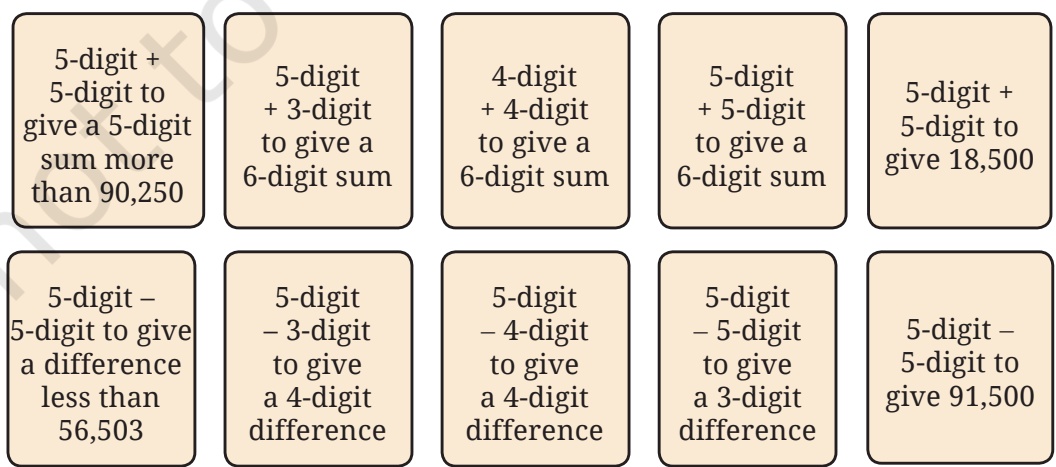 5-digit +
5-digit to
give a 5-digit
sum more
than 90,250
5-digit
+ 3-digit
to give a
6-digit sum
4-digit
+ 4-digit
to give a
6-digit sum
5-digit
+ 5-digit
to give a
6-digit sum
5-digit +
5-digit to
give 18,500
5-digit –
5-digit to give
a difference
less than
56,503
5-digit
– 3-digit
to give
a 4-digit
difference
5-digit
– 4-digit
to give
a 4-digit
difference
5-digit
– 5-digit
to give
a 3-digit
difference
5-digit –
5-digit to
give 91,500
not to